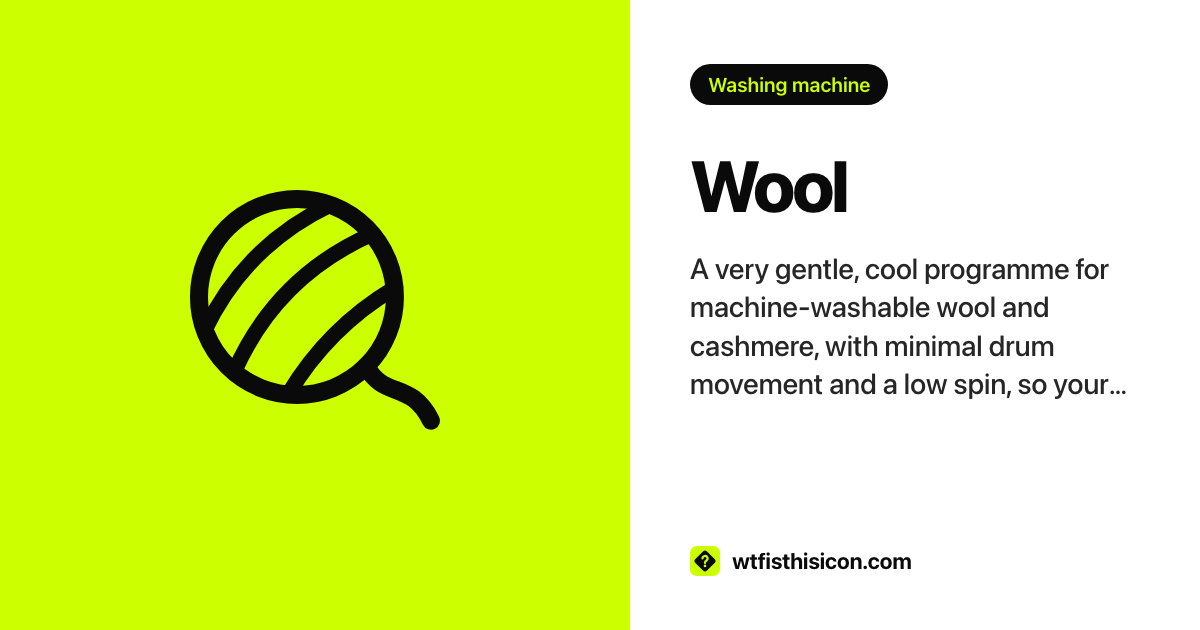 Washing machine
Wool
A very gentle, cool programme for
machine-washable wool and
cashmere, with minimal drum
movement and a low spin, so your...
?
wtfisthisicon.com